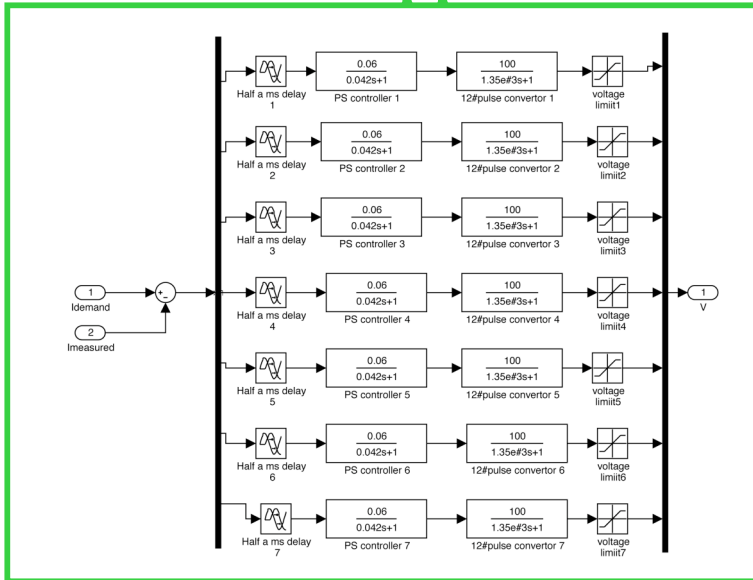 0.06
0.042s+1
100
1.35e#3s+1
Half a ms delay
1
PS controller 1
12#pulse convertor 1
voltage
limiit1
0.06
0.042s+1
100
1.35e#3s+1
Half a ms delay
2
PS controller 2
12#pulse convertor 2
voltage
limiit2
0.06
0.042s+1
100
1.35e#3s+1
Half a ms delay
3
PS controller 3
12#pulse convertor 3
voltage
limiit3
1
Idemand
+
−
2
Imeasured
0.06
0.042s+1
100
1.35e#3s+1
Half a ms delay
4
PS controller 4
12#pulse convertor 4
voltage
limiit4
1
V
0.06
0.042s+1
100
1.35e#3s+1
Half a ms delay
5
PS controller 5
12#pulse convertor 5
voltage
limiit5
0.06
0.042s+1
100
1.35e#3s+1
Half a ms delay
6
PS controller 6
12#pulse convertor 6
voltage
limiit6
0.06
0.042s+1
100
1.35e#3s+1
Half a ms delay
7
PS controller 7
12#pulse convertor 7
voltage
limiit7